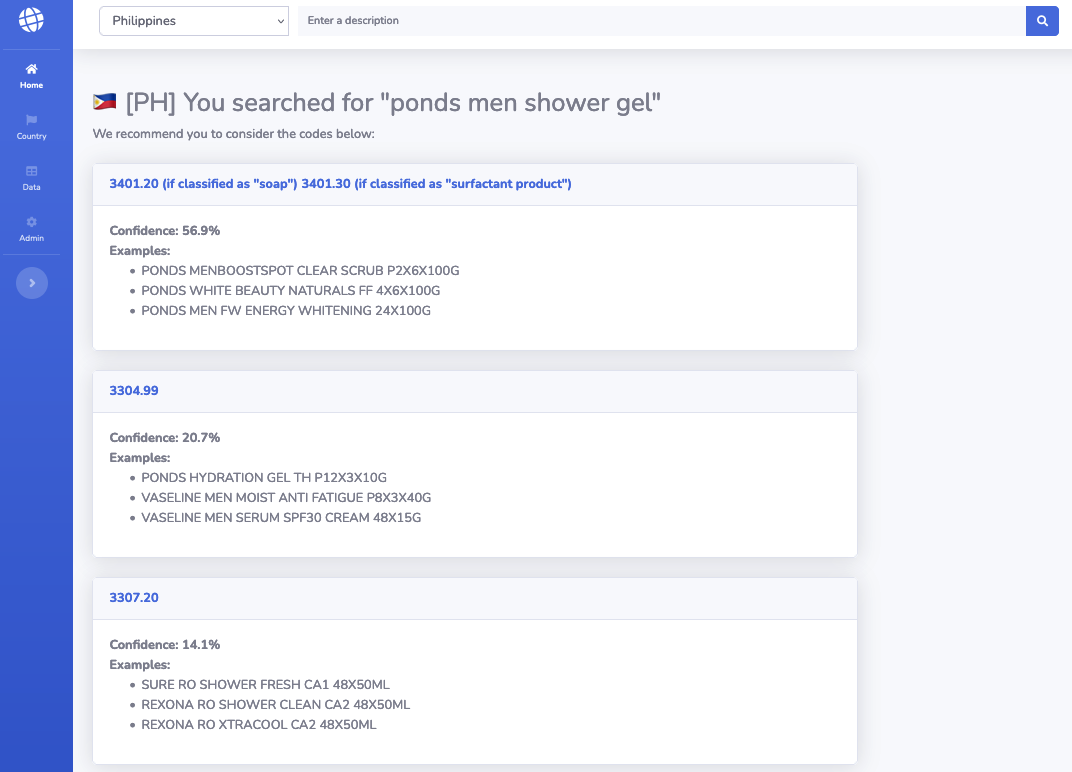 Philippines
Enter a description
Home
Country
Data
Admin
[PH] You searched for "ponds men shower gel"
We recommend you to consider the codes below:
3401.20 (if classified as "soap") 3401.30 (if classified as "surfactant product")
Confidence: 56.9%
Examples:
• PONDS MENBOOSTSPOT CLEAR SCRUB P2X6X100G
• PONDS WHITE BEAUTY NATURALS FF 4X6X100G
• PONDS MEN FW ENERGY WHITENING 24X100G
3304.99
Confidence: 20.7%
Examples:
• PONDS HYDRATION GEL TH P12X3X10G
• VASELINE MEN MOIST ANTI FATIGUE P8X3X40G
• VASELINE MEN SERUM SPF30 CREAM 48X15G
3307.20
Confidence: 14.1%
Examples:
• SURE RO SHOWER FRESH CA1 48X50ML
• REXONA RO SHOWER CLEAN CA2 48X50ML
• REXONA RO XTRACOOL CA2 48X50ML